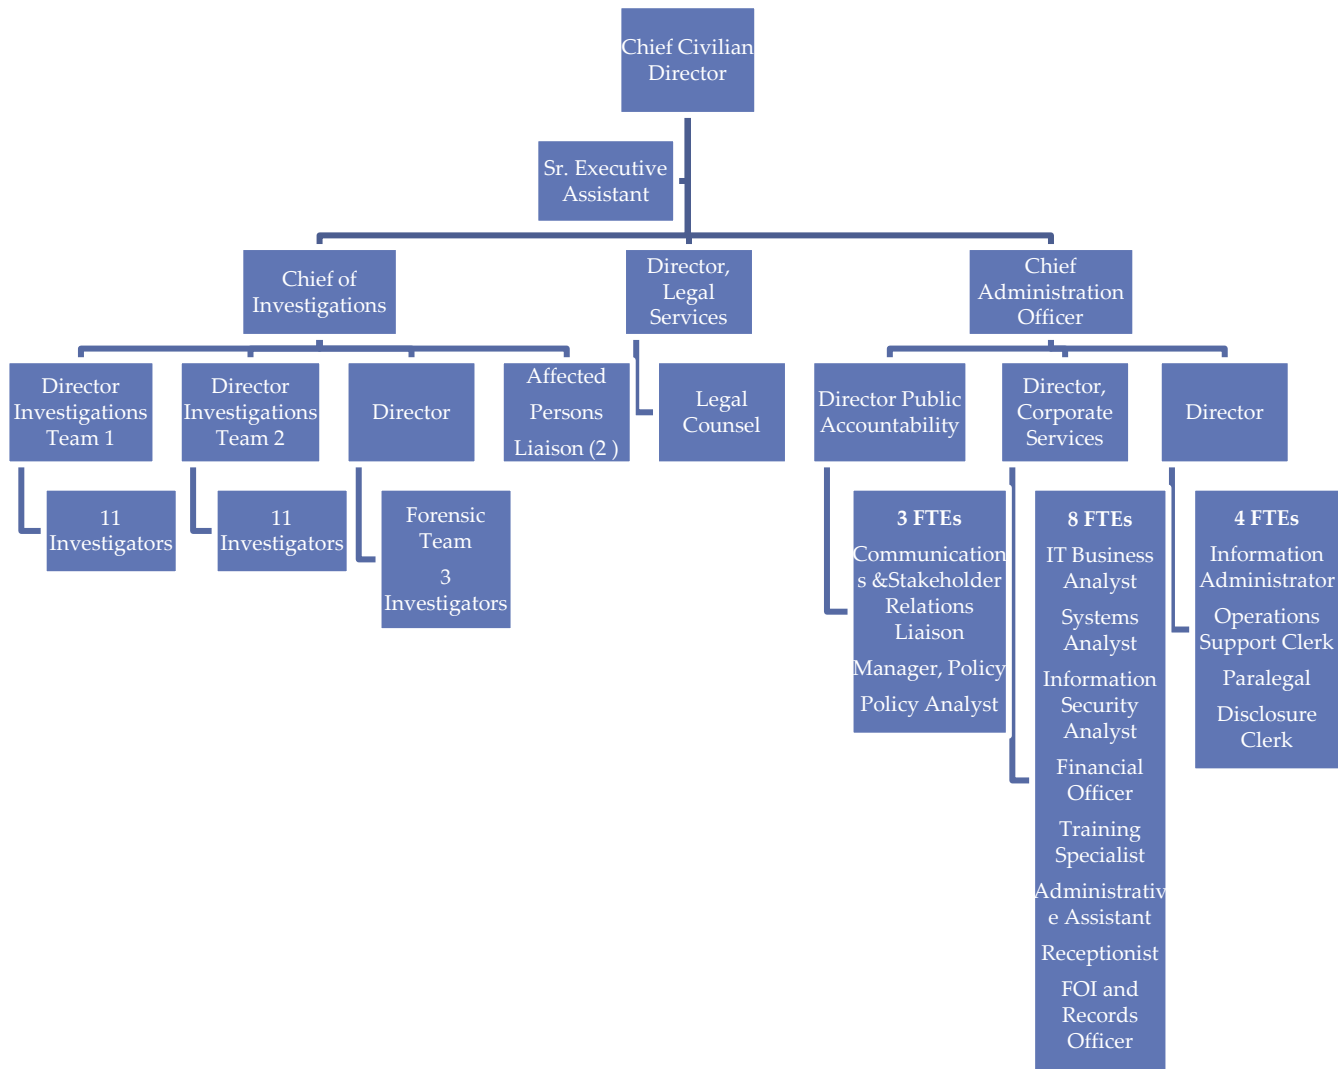 Chief Civilian
Director
Sr. Executive
Assistant
Chief of
Investigations
Director,
Legal
Services
Chief
Administration
Officer
Director
Investigations
Team 1
Director
Investigations
Team 2
Director
Affected
Persons
Liaison (2 )
Legal
Counsel
Director Public
Accountability
Director,
Corporate
Services
Director
11
Investigators
11
Investigators
Forensic
Team
3
Investigators
3 FTEs
Communication
s &Stakeholder
Relations
Liaison
Manager, Policy
Policy Analyst
8 FTEs
IT Business
Analyst
Systems
Analyst
Information
Security
Analyst
Financial
Officer
Training
Specialist
Administrativ
e Assistant
Receptionist
FOI and
Records
Officer
4 FTEs
Information
Administrator
Operations
Support Clerk
Paralegal
Disclosure
Clerk